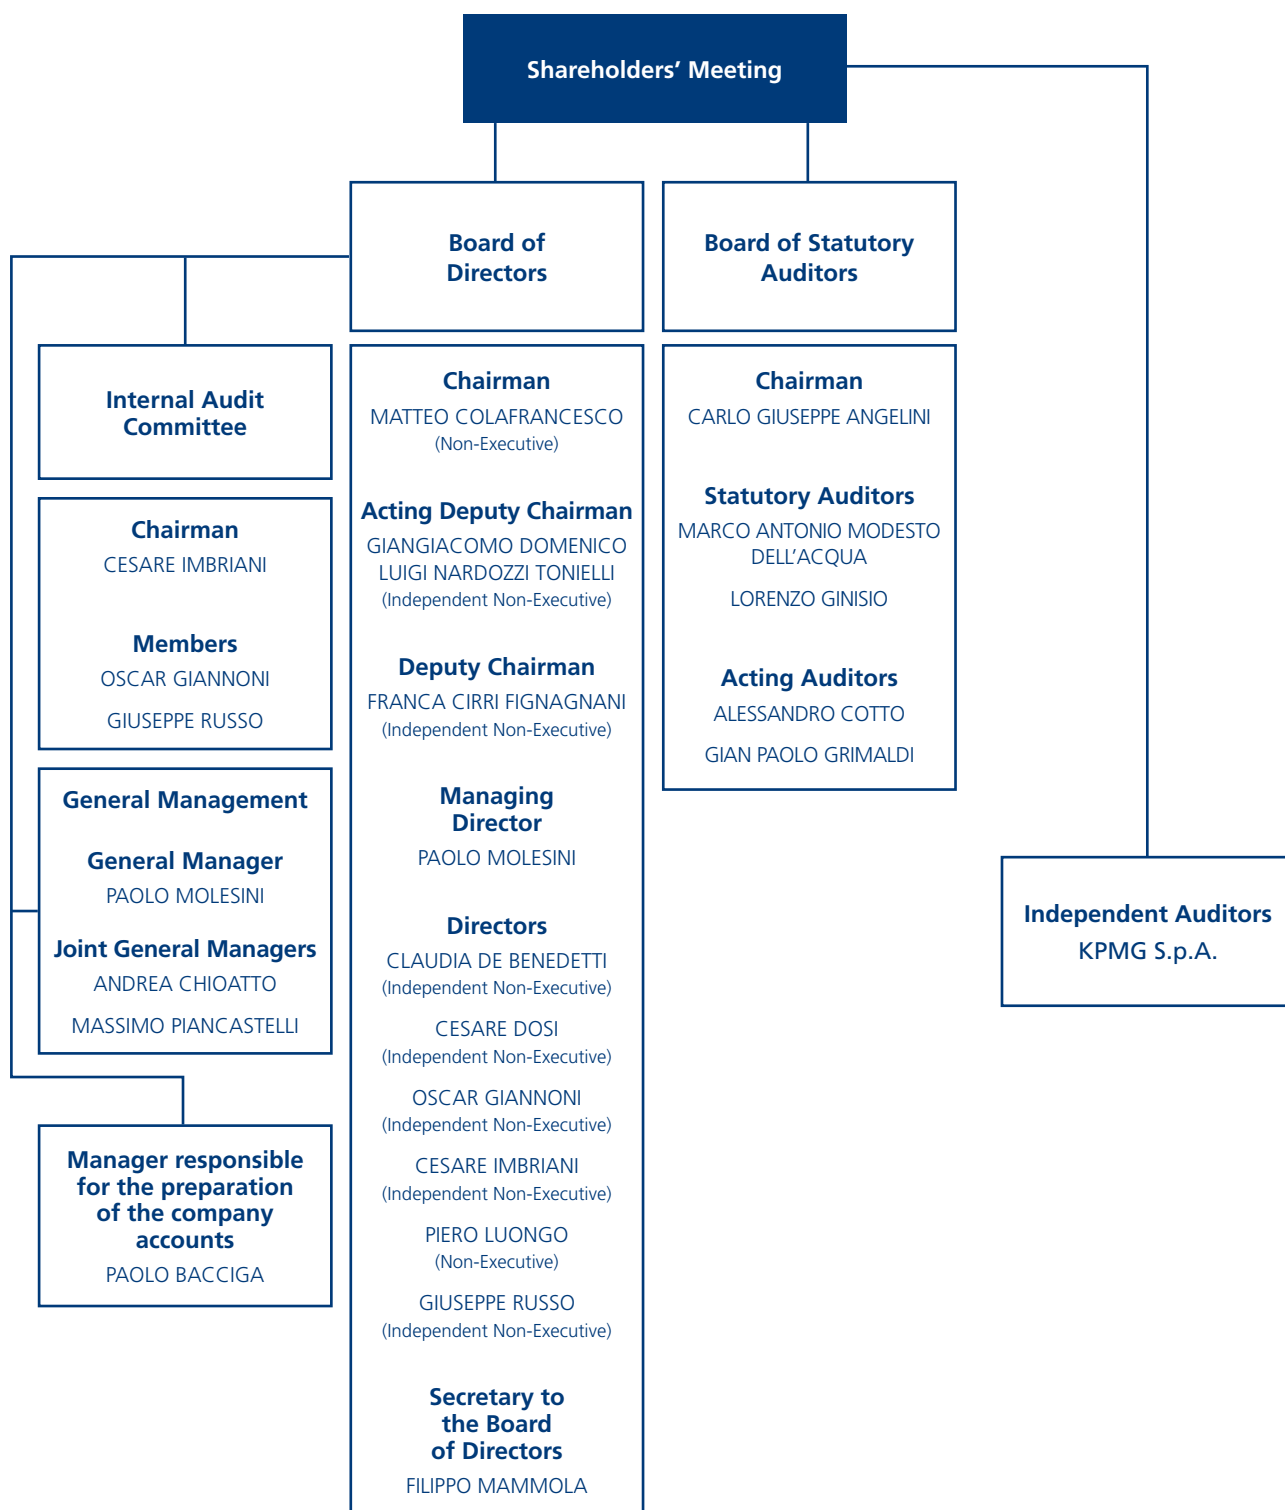 Shareholders’ Meeting
Board of
Directors
Board of Statutory
Auditors
Internal Audit
Committee
Chairman
CESARE IMBRIANI
Members
OSCAR GIANNONI
GIUSEPPE RUSSO
General Management
General Manager
PAOLO MOLESINI
Joint General Managers
ANDREA CHIOATTO
MASSIMO PIANCASTELLI
Manager responsible
for the preparation
of the company
accounts
PAOLO BACCIGA
Chairman
MATTEO COLAFRANCESCO
(Non-Executive)
Acting Deputy Chairman
GIANGIACOMO DOMENICO
LUIGI NARDOZZI TONIELLI
(Independent Non-Executive)
Deputy Chairman
FRANCA CIRRI FIGNAGNANI
(Independent Non-Executive)
Managing
Director
PAOLO MOLESINI
Directors
CLAUDIA DE BENEDETTI
(Independent Non-Executive)
CESARE DOSI
(Independent Non-Executive)
OSCAR GIANNONI
(Independent Non-Executive)
CESARE IMBRIANI
(Independent Non-Executive)
PIERO LUONGO
(Non-Executive)
GIUSEPPE RUSSO
(Independent Non-Executive)
Secretary to
the Board
of Directors
FILIPPO MAMMOLA
Chairman
CARLO GIUSEPPE ANGELINI
Statutory Auditors
MARCO ANTONIO MODESTO
DELL’ACQUA
LORENZO GINISIO
Acting Auditors
ALESSANDRO COTTO
GIAN PAOLO GRIMALDI
Independent Auditors
KPMG S.p.A.